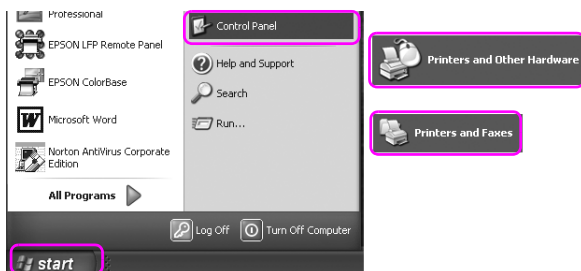 Professional
EPSON LFP Remote Panel
EPSON ColorBase
Microsoft Word
Norton AntiVirus Corporate
Edition
All Programs
Control Panel
Help and Support
Search
Run...
Log Off
Turn Off Computer
start
Printers and Other Hardware
Printers and Faxes